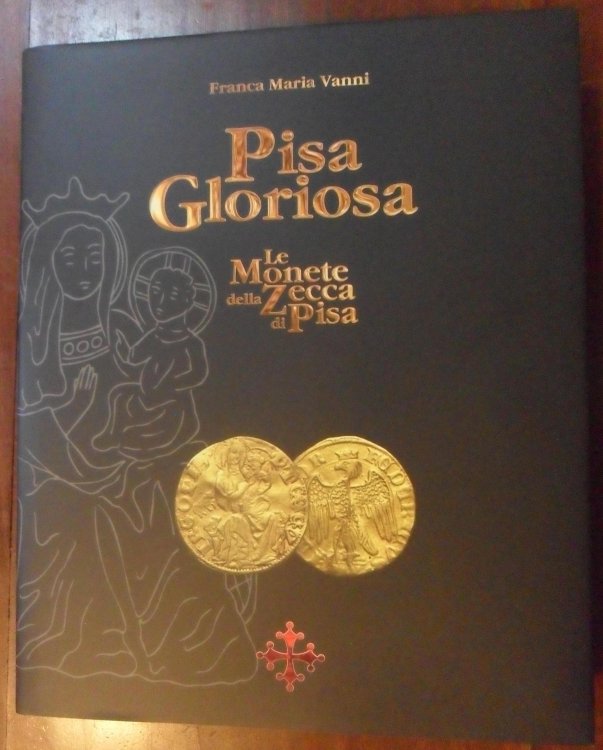 Franca Maria Vanni
Pisa
Gloriosa
Le
Monete
della Zecca
di Pisa